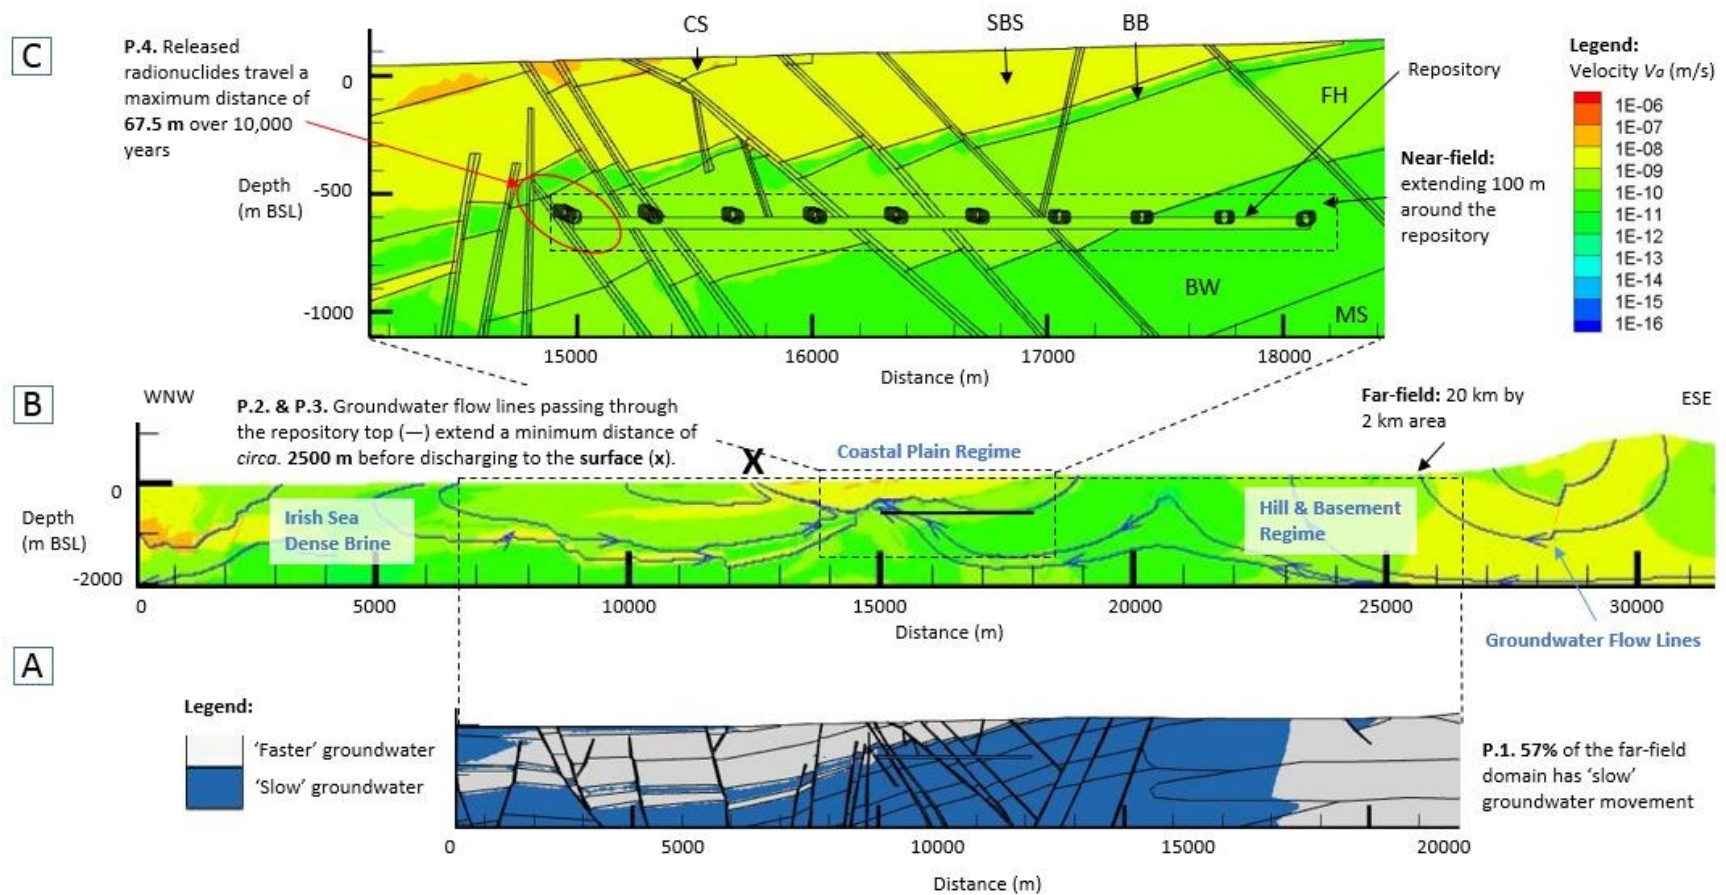 C
P.4. Released
radionuclides travel a
maximum distance of
67.5 m over 10,000
years
Depth
(m BSL)
0
-500
-1000
CS
SBS
BB
FH
BW
MS
Repository
Near-field:
extending 100 m
around the
repository
Legend:
Velocity Va (m/s)
1E-06
1E-07
1E-08
1E-09
1E-10
1E-11
1E-12
1E-13
1E-14
1E-15
1E-16
15000
16000
17000
18000
Distance (m)
B
WNW
P.2. & P.3. Groundwater flow lines passing through
the repository top (—) extend a minimum distance of
circa. 2500 m before discharging to the surface (x).
X
Coastal Plain Regime
Far-field: 20 km by
2 km area
ESE
Depth
(m BSL)
0
-2000
Irish Sea
Dense Brine
Hill & Basement
Regime
0
5000
10000
15000
20000
25000
30000
Distance (m)
Groundwater Flow Lines
A
Legend:
'Faster' groundwater
'Slow' groundwater
P.1. 57% of the far-field
domain has 'slow'
groundwater movement
0
5000
10000
15000
20000
Distance (m)